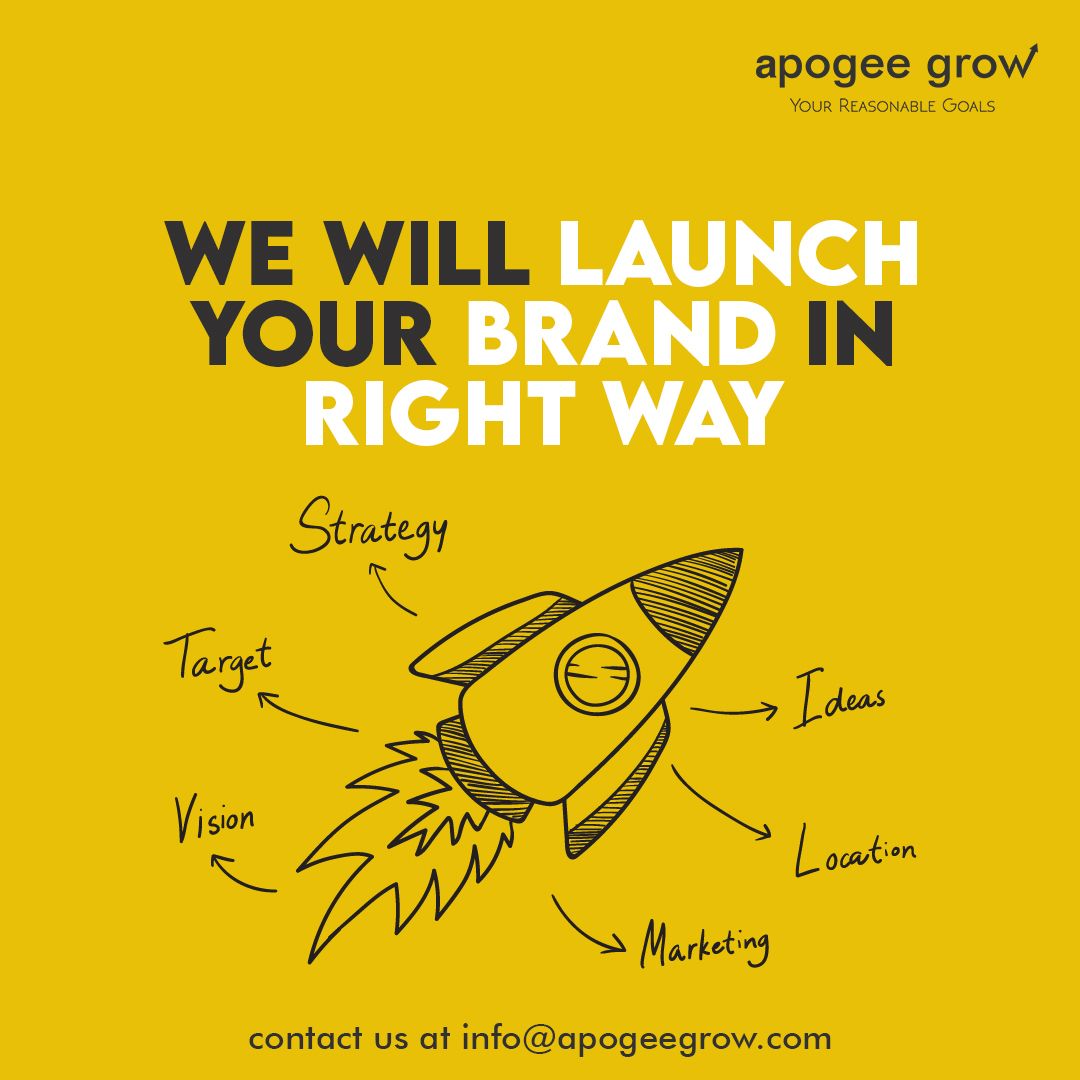 apogee grow
Your Reasonable Goals
WE WILL LAUNCH
YOUR BRAND IN
RIGHT WAY
Strategy
Target
Vision
Ideas
Location
Marketing
contact us at info@apogeegrow.com